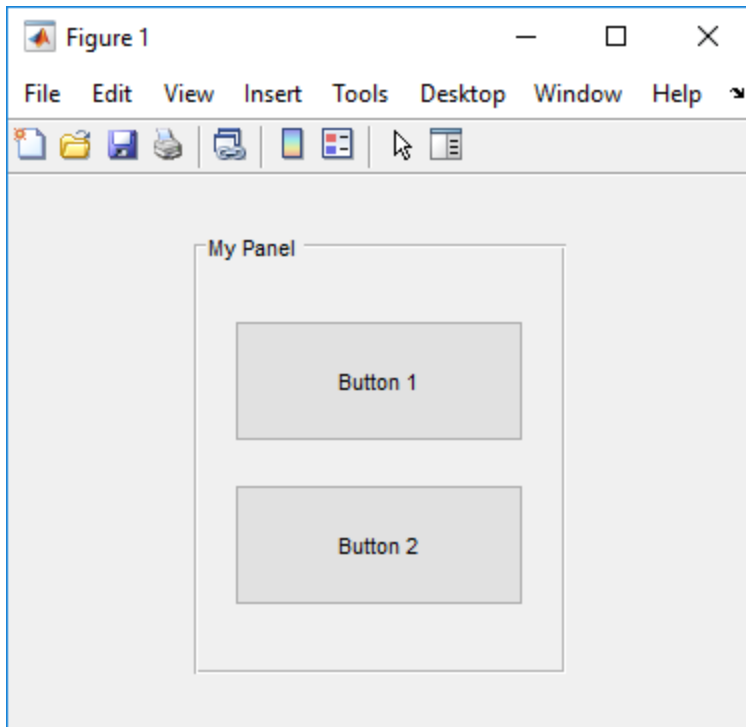 Figure 1
File Edit View Insert Tools Desktop Window Help
My Panel
Button 1
Button 2